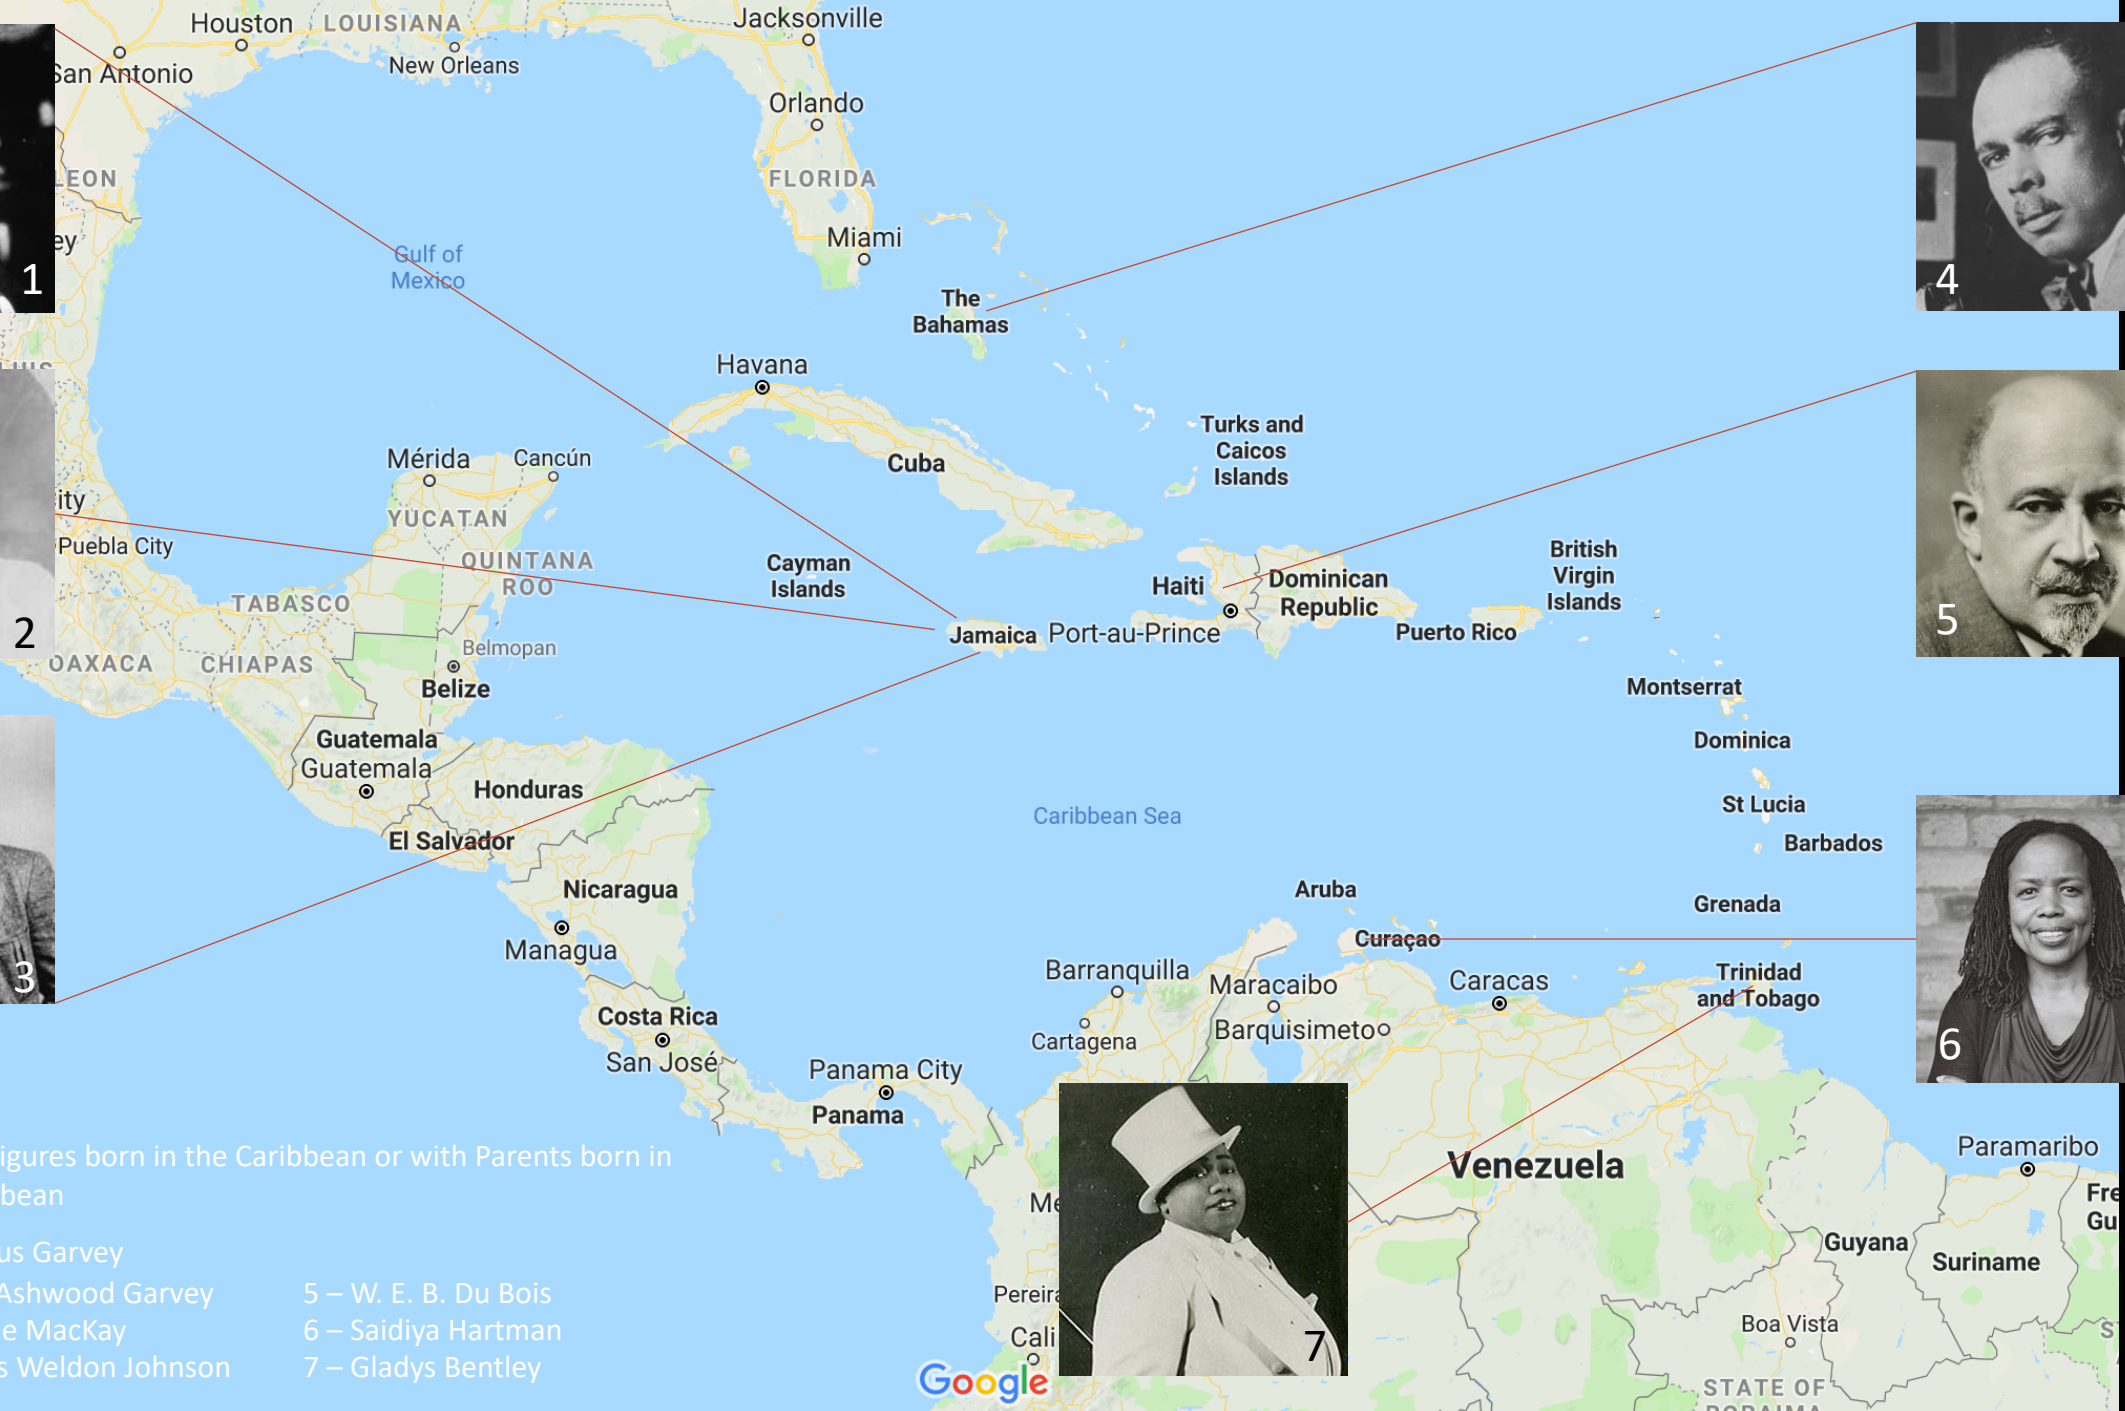 Houston
LOUISIANA
Jacksonville
San Antonio
New Orleans
Orlando
LEON
FLORIDA
ey
Miami
Gulf of
Mexico
1
4
The
Bahamas
Havana
Turks and
Caicos
Islands
Mérida
Cancún
Cuba
ity
YUCATAN
Puebla City
QUINTANA
ROO
Cayman
Islands
British
Virgin
Islands
Haiti
Dominican
Republic
TABASCO
2
5
Jamaica
Port-au-Prince
Puerto Rico
OAXACA
CHIAPAS
Belmopan
Belize
Montserrat
Guatemala
Dominica
Guatemala
Honduras
St Lucia
Caribbean Sea
El Salvador
Barbados
Nicaragua
Aruba
Grenada
Managua
Curaçao
3
Barranquilla
Maracaibo
Caracas
Trinidad
and Tobago
Costa Rica
Cartagena
Barquisimeto
6
San José
Panama City
Panama
igures born in the Caribbean or with Parents born in
bean
Venezuela
Paramaribo
Me
Fre
Gu
us Garvey
Guyana
Suriname
Ashwood Garvey
5 – W. E. B. Du Bois
Pereira
e MacKay
6 – Saidiya Hartman
Cali
7
Boa Vista
s Weldon Johnson
7 – Gladys Bentley
Google
STATE OF
RORAIMA